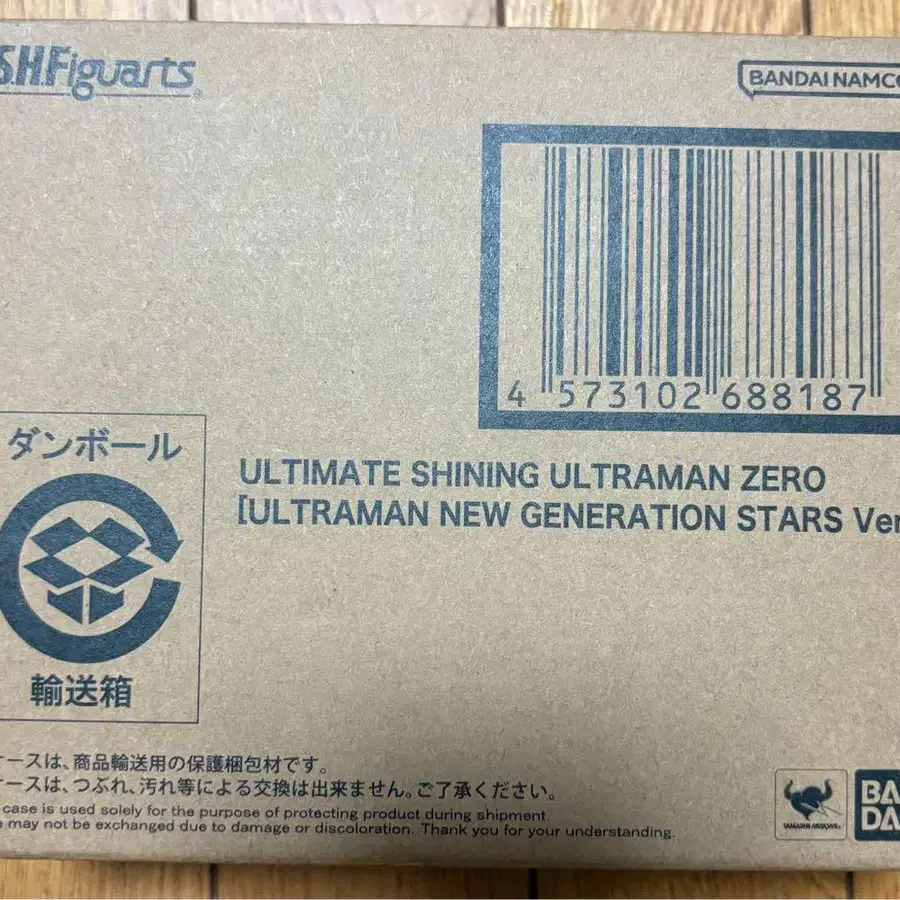 S.H.Figuarts
BANDAI NAMCO
4 573102 688187
ダンボール
ULTIMATE SHINING ULTRAMAN ZERO
[ULTRAMAN NEW GENERATION STARS Ver
輸送箱
ースは、商品輸送用の保護梱包材です。
ースは、つぶれ、汚れ等による交換は出来ません。ご了承ください。
case is used solely for the purpose of protecting product during shipment.
may not be exchanged due to damage or discoloration. Thank you for your understanding.
BA
DA